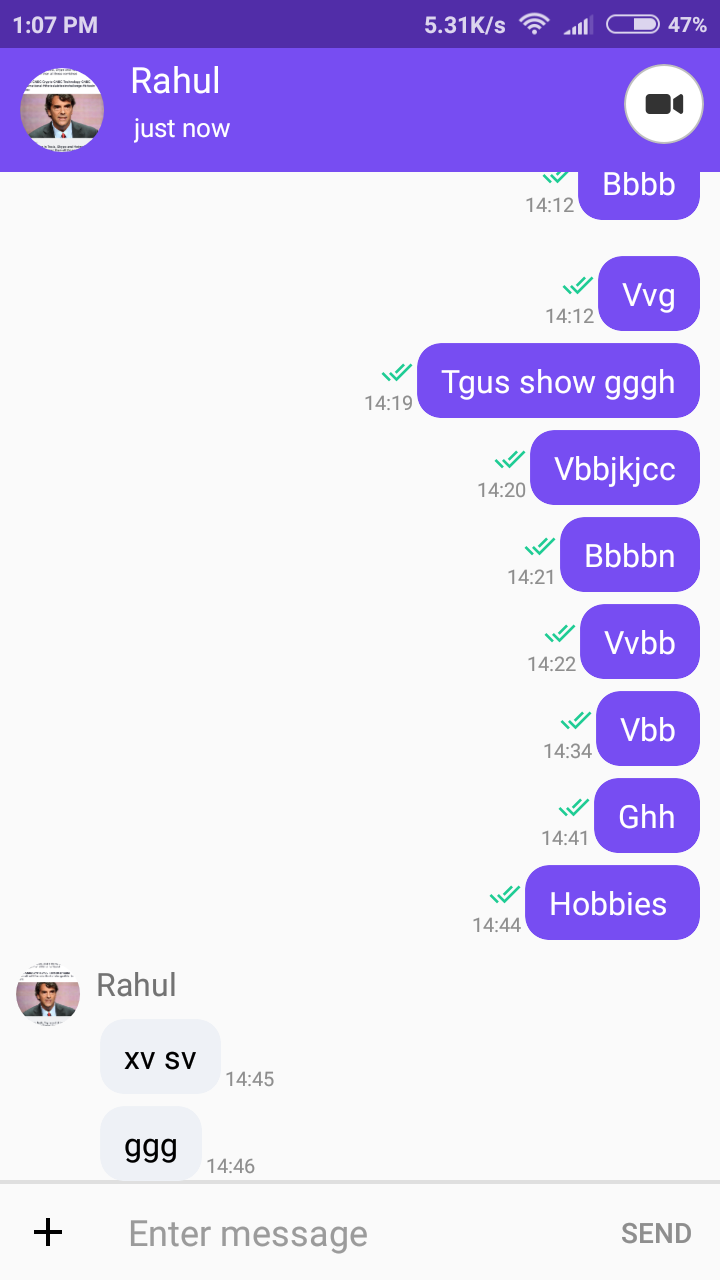 1:07 PM 5.31K/s 47%
Rahul
just now
Bbbb
14:12
Vvg
14:12
Tgus show gggh
14:19
Vbbjkjcc
14:20
Bbbbn
14:21
Vvbb
14:22
Vbb
14:34
Ghh
14:41
Hobbies
14:44
Rahul
xv sv
14:45
ggg
14:46
Enter message SEND